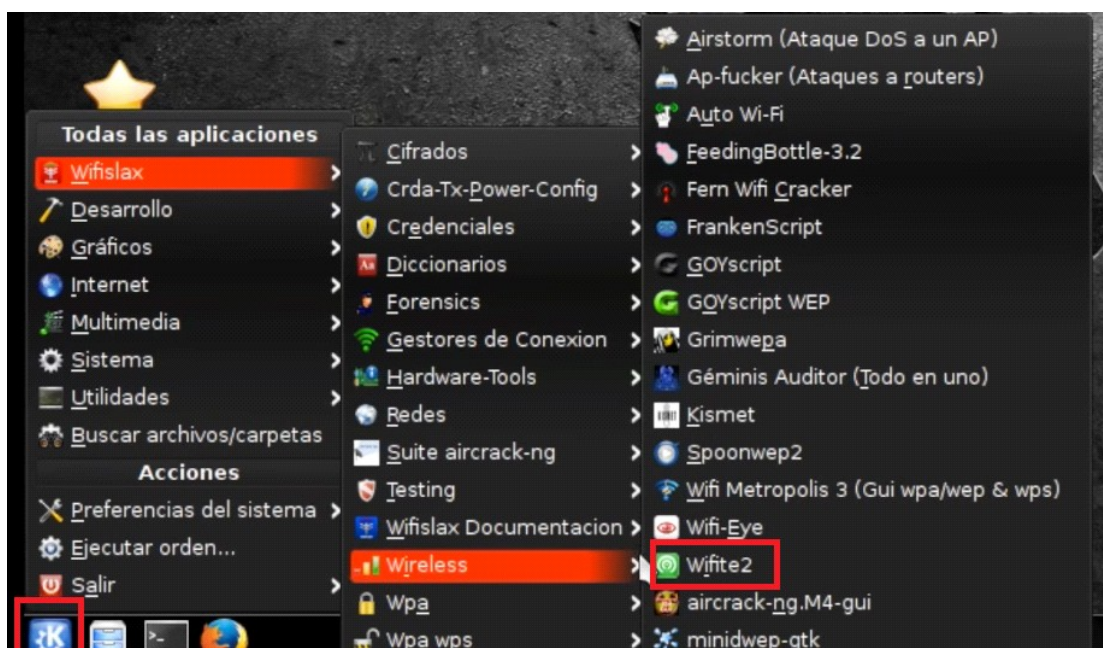 Todas las aplicaciones
Wifislax
Desarrollo
Gráficos
Internet
Multimedia
Sistema
Utilidades
Buscar archivos/carpetas
Acciones
Preferencias del sistema
Ejecutar orden...
Salir
Cifrados
Crda-Tx-Power-Config
Credenciales
Diccionarios
Forensics
Gestores de Conexion
Hardware-Tools
Redes
Suite aircrack-ng
Testing
Wifislax Documentacion
Wireless
Wpa
Wpa wps
Airstorm (Ataque DoS a un AP)
Ap-fucker (Ataques a routers)
Auto Wi-Fi
FeedingBottle-3.2
Fern Wifi Cracker
FrankenScript
GOYscript
GOYscript WEP
Grimwepa
Géminis Auditor (Todo en uno)
Kismet
Spoonwep2
Wifi Metropolis 3 (Gui wpa/wep & wps)
Wifi-Eye
Wifite2
aircrack-ng.M4-gui
minidwep-gtk